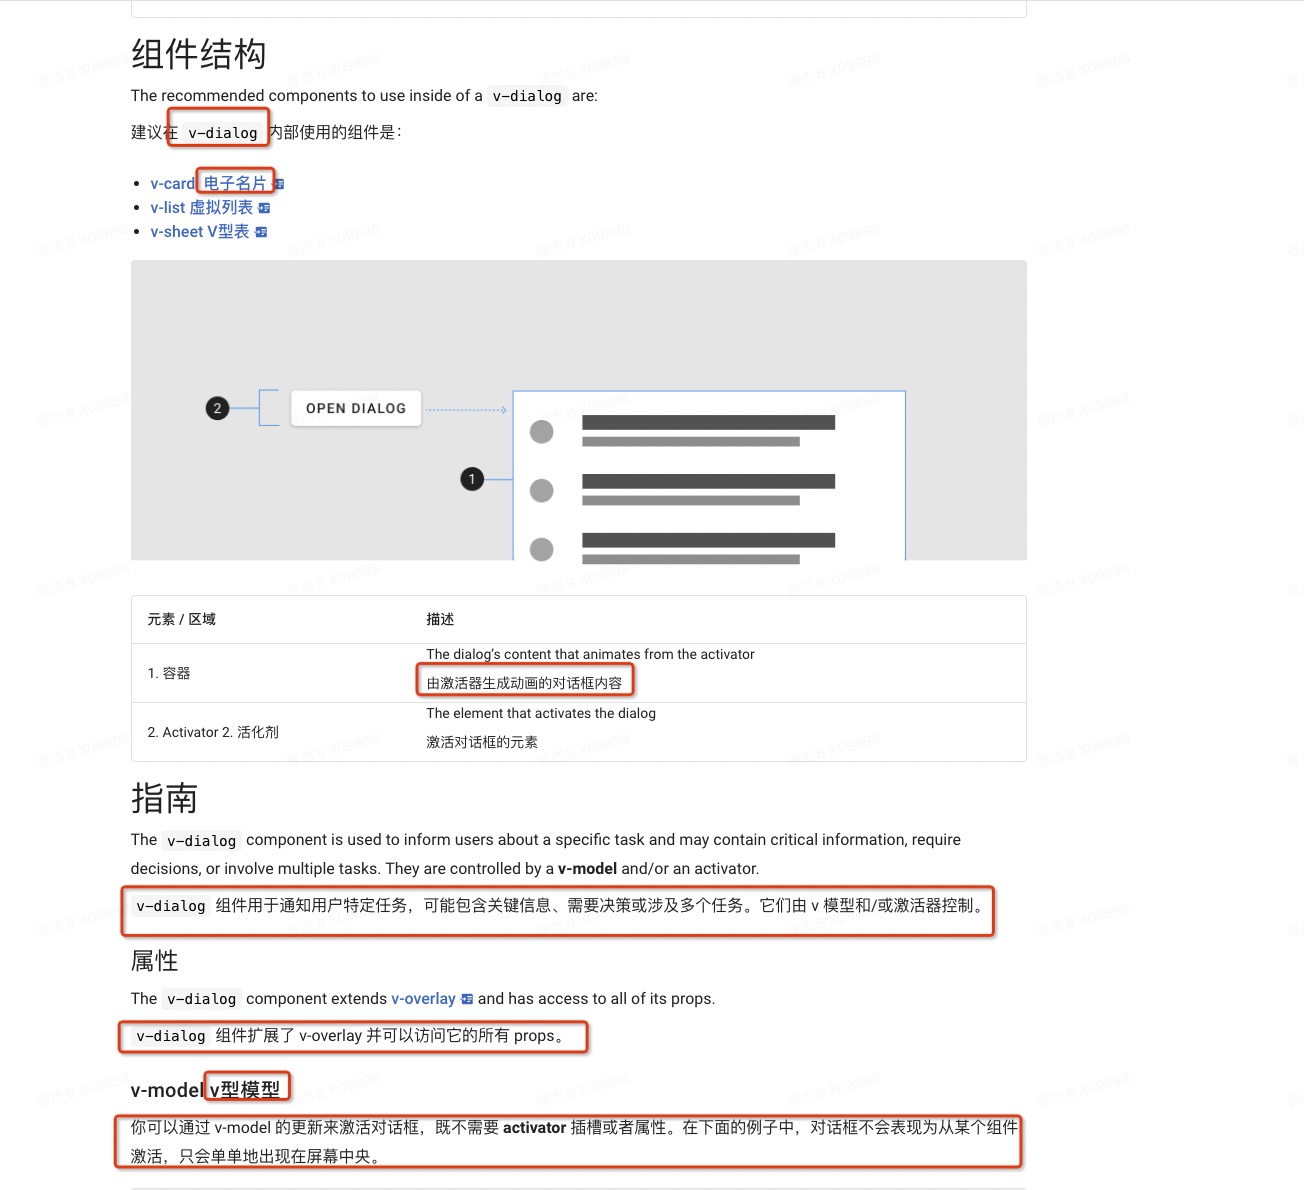 组件结构
The recommended components to use inside of a v-dialog are:
建议在 v-dialog 内部使用的组件是：
v-card 电子名片
v-list 虚拟列表
v-sheet V型表
2 OPEN DIALOG
1
元素 / 区域 描述
The dialog's content that animates from the activator
1. 容器
由激活器生成动画的对话框内容
The element that activates the dialog
2. Activator 2. 活化剂
激活对话框的元素
指南
The v-dialog component is used to inform users about a specific task and may contain critical information, require
decisions, or involve multiple tasks. They are controlled by a v-model and/or an activator.
v-dialog 组件用于通知用户特定任务，可能包含关键信息、需要决策或涉及多个任务。它们由 v 模型和/或激活器控制。
属性
The v-dialog component extends v-overlay and has access to all of its props.
v-dialog 组件扩展了 v-overlay 并可以访问它的所有 props。
v-model v型模型
你可以通过 v-model 的更新来激活对话框，既不需要 activator 插槽或者属性。在下面的例子中，对话框不会表现为从某个组件
激活，只会单单地出现在屏幕中央。